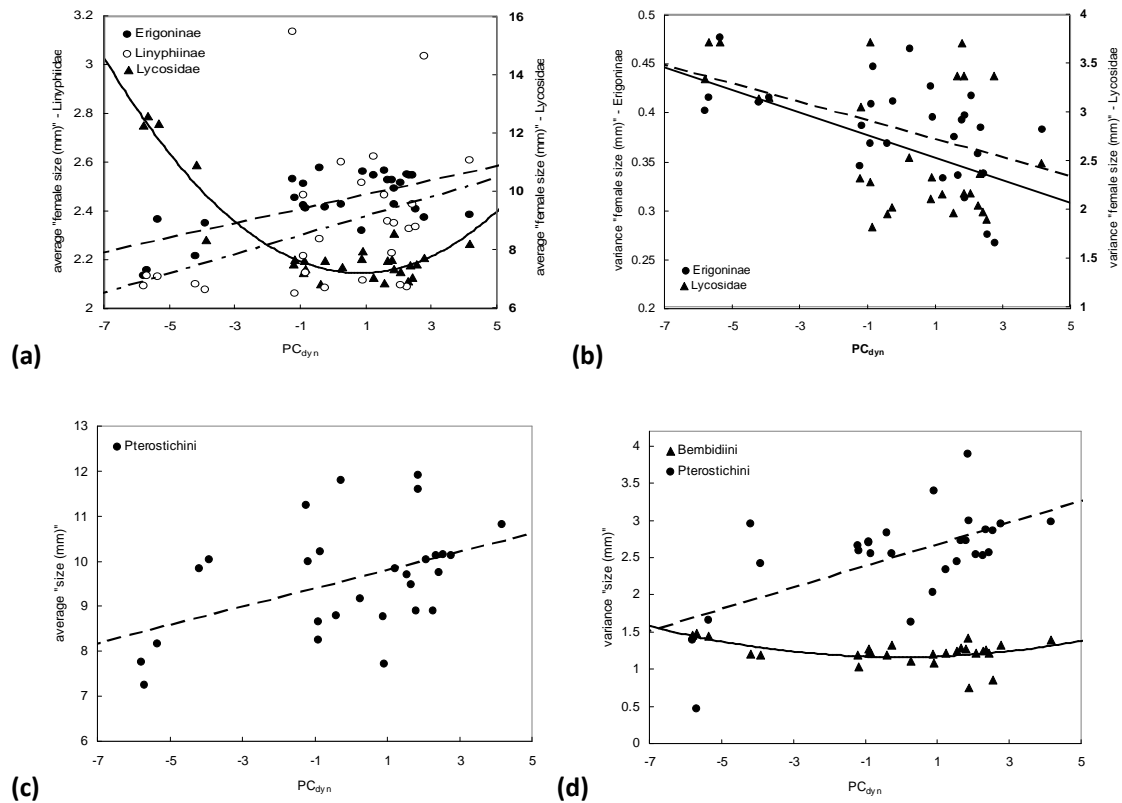 3.2
3
2.8
2.6
2.4
2.2
2
16
14
12
10
8
6
average "female size (mm)" - Linyphiidae
average "female size (mm)" - Lycosidae
Erigoninae
Linyphiinae
Lycosidae
-7 -5 -3 -1 1 3 5
PCdyn
(a)
0.5
0.45
0.4
0.35
0.3
0.25
0.2
4
3.5
3
2.5
2
1.5
1
variance "female size (mm)" - Erigoninae
variance "female size (mm)" - Lycosidae
Erigoninae
Lycosidae
-7 -5 -3 -1 1 3 5
PCdyn
(b)
13
12
11
10
9
8
7
6
average "size (mm)"
Pterostichini
-7 -5 -3 -1 1 3 5
PCdyn
(c)
4
3.5
3
2.5
2
1.5
1
0.5
0
variance "size (mm)"
Bembidiini
Pterostichini
-7 -5 -3 -1 1 3 5
PCdyn
(d)